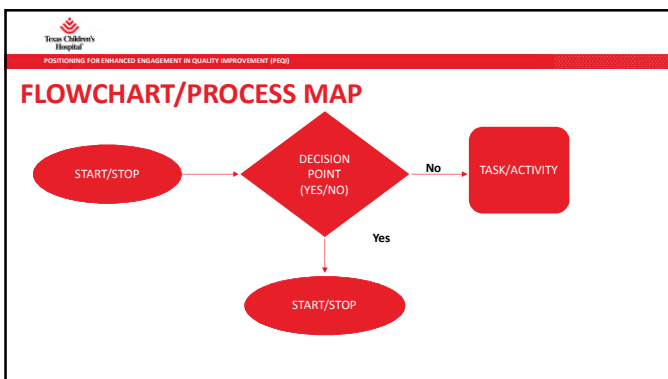 Texas Children's
Hospital
POSITIONING FOR ENHANCED ENGAGEMENT IN QUALITY IMPROVEMENT (PEQI)
FLOWCHART/PROCESS MAP
START/STOP
DECISION
POINT
(YES/NO)
No
TASK/ACTIVITY
Yes
START/STOP